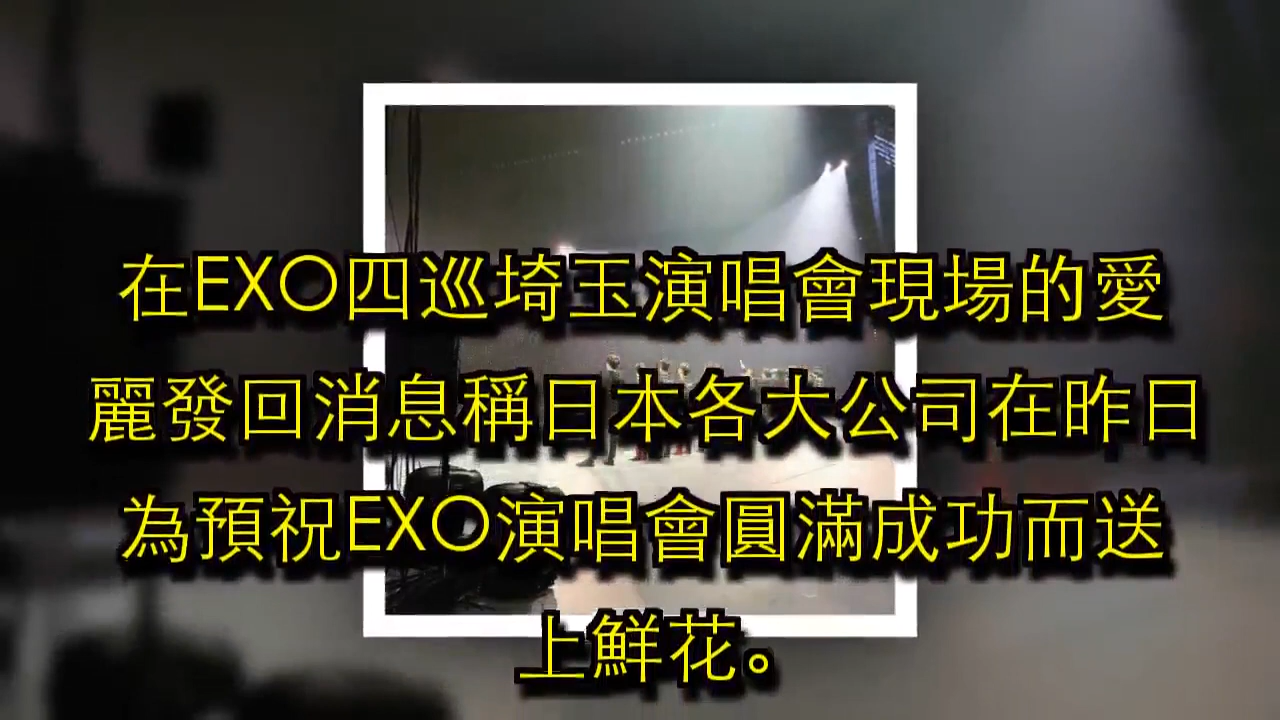 在EXO四巡埼玉演唱會現場的愛
麗發回消息稱日本各大公司在昨日
為預祝EXO演唱會圓滿成功而送
上鮮花。